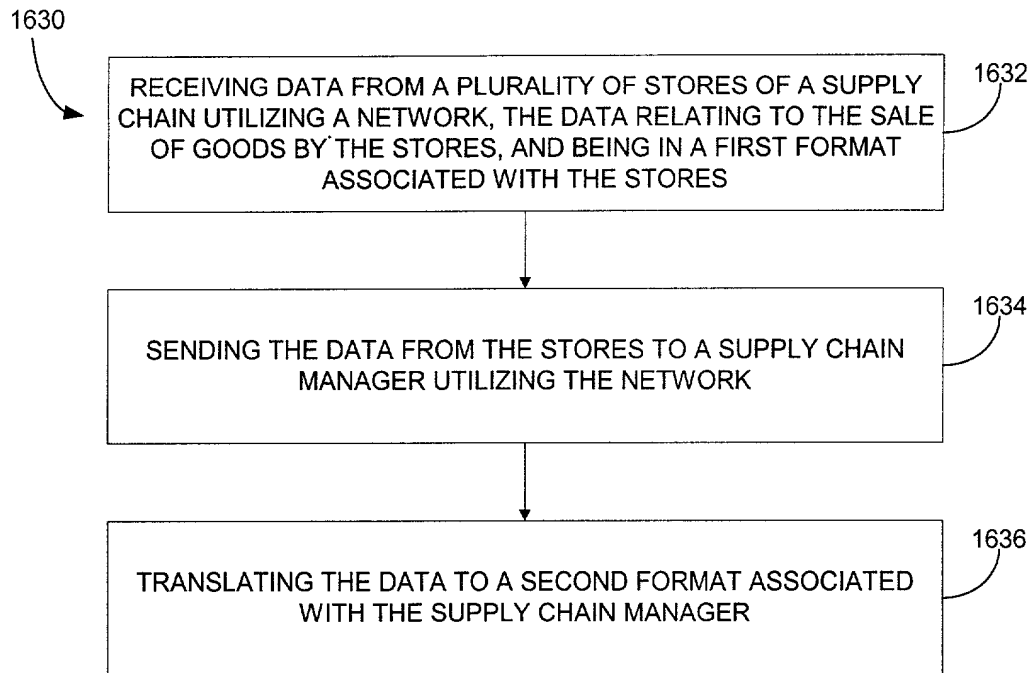 1630
RECEIVING DATA FROM A PLURALITY OF STORES OF A SUPPLY
CHAIN UTILIZING A NETWORK, THE DATA RELATING TO THE SALE
OF GOODS BY THE STORES, AND BEING IN A FIRST FORMAT
ASSOCIATED WITH THE STORES
1632
SENDING THE DATA FROM THE STORES TO A SUPPLY CHAIN
MANAGER UTILIZING THE NETWORK
1634
TRANSLATING THE DATA TO A SECOND FORMAT ASSOCIATED
WITH THE SUPPLY CHAIN MANAGER
1636